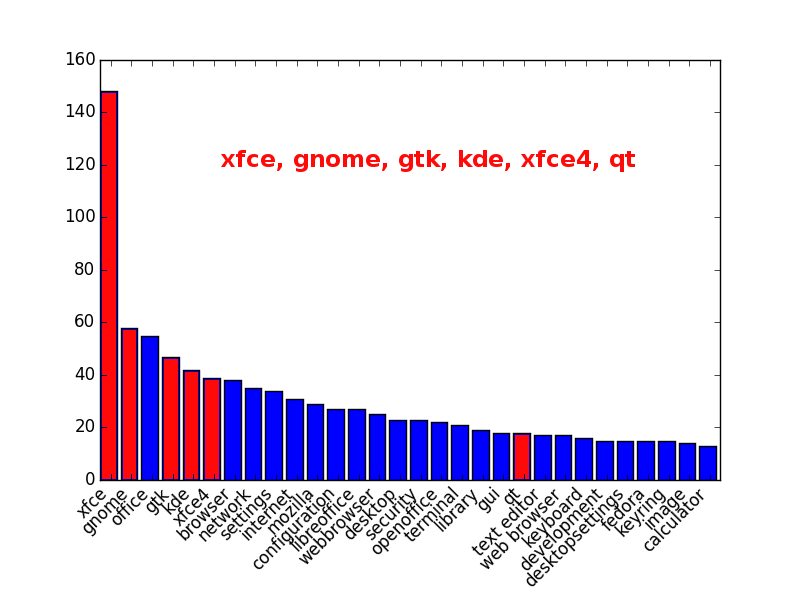 160
140
120
100
80
60
40
20
0
xfce, gnome, gtk, kde, xfce4, qt
xfce
gnome
office
gtk
kde
xfce4
browser
network
settings
internet
mozilla
configuration
libreoffice
webbrowser
desktop
security
openoffice
terminal
library
gui
qt
text editor
web browser
keyboard
development
desktopsettings
fedora
keyring
image
calculator